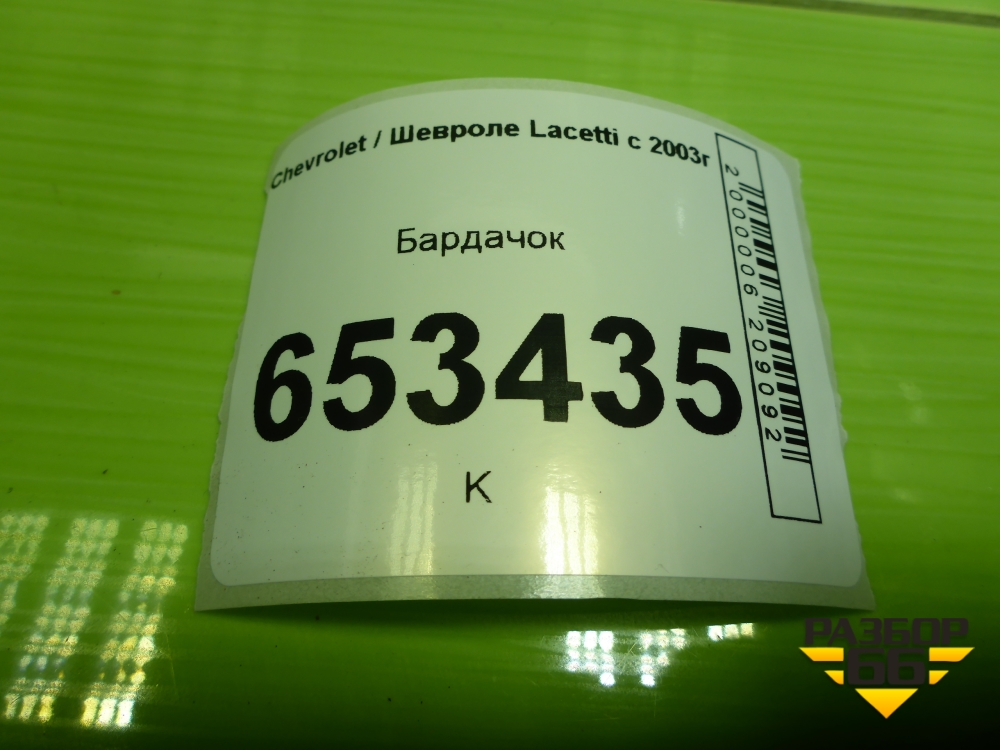 Chevrolet / Шевроле Lacetti с 2003г
Бардачок
653435
К
2000006209092
РАЗБОР
66